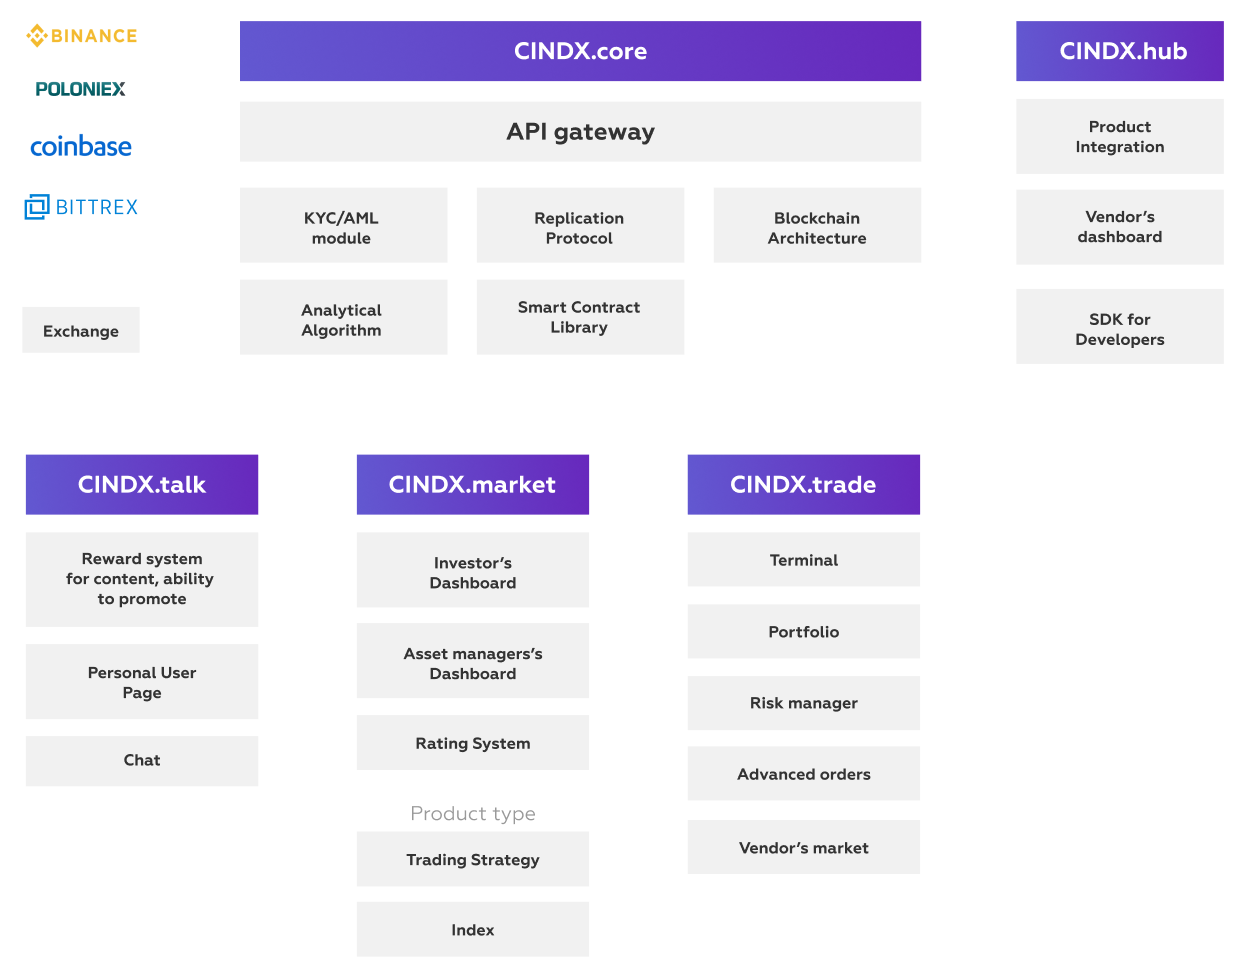 BINANCE
POLONIEX
coinbase
BITTREX
Exchange
CINDX.core
API gateway
KYC/AML
module
Replication
Protocol
Blockchain
Architecture
Analytical
Algorithm
Smart Contract
Library
CINDX.hub
Product
Integration
Vendor's
dashboard
SDK for
Developers
CINDX.talk
Reward system
for content, ability
to promote
Personal User
Page
Chat
CINDX.market
Investor's
Dashboard
Asset managers's
Dashboard
Rating System
Product type
Trading Strategy
Index
CINDX.trade
Terminal
Portfolio
Risk manager
Advanced orders
Vendor's market